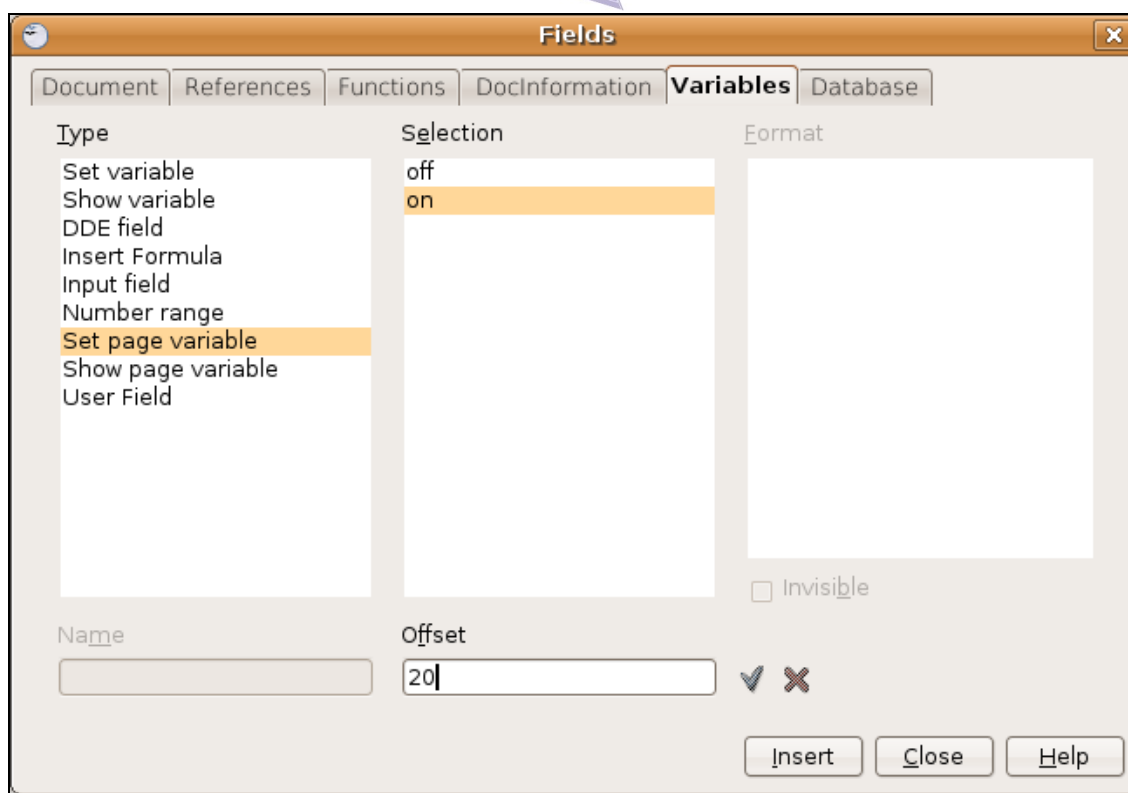 Fields
Document References Functions DocInformation Variables Database
Type Selection Format
Set variable off
Show variable on
DDE field
Insert Formula
Input field
Number range
Set page variable
Show page variable
User Field
Invisible
Name Offset
20
Insert Close Help